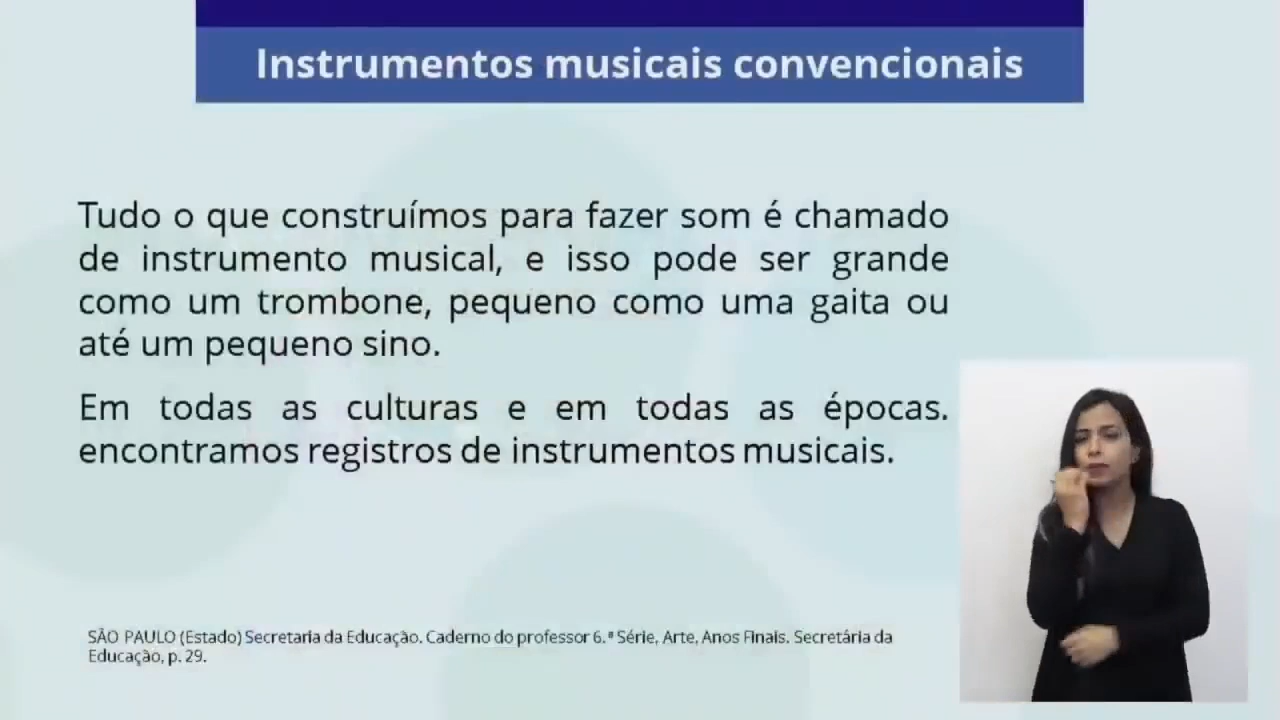 Instrumentos musicais convencionais
Tudo o que construímos para fazer som é chamado
de instrumento musical, e isso pode ser grande
como um trombone, pequeno como uma gaita ou
até um pequeno sino.
Em todas as culturas e em todas as épocas.
encontramos registros de instrumentos musicais.
SÃO PAULO (Estado) Secretaria da Educação. Caderno do professor 6.ª Série, Arte, Anos Finais. Secretária da
Educação, p. 29.